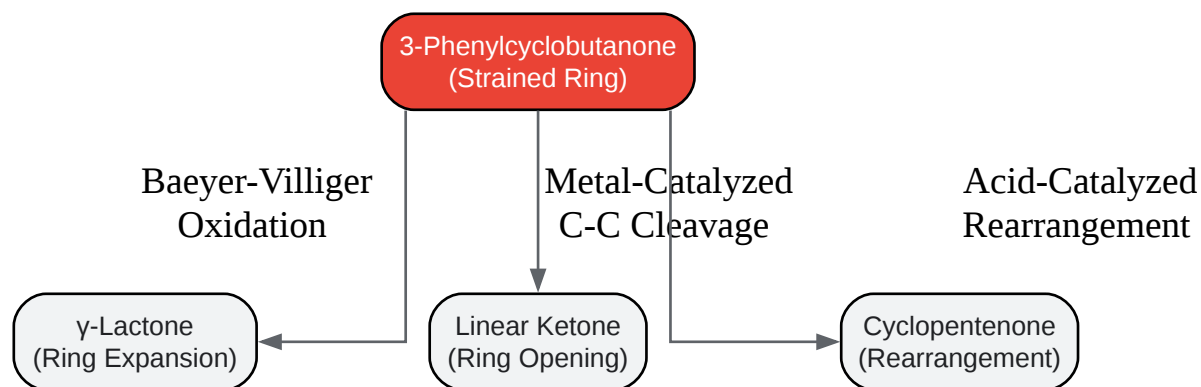 3-Phenylcyclobutanone
(Strained Ring)
Baeyer-Villiger
Oxidation
Metal-Catalyzed
C-C Cleavage
Acid-Catalyzed
Rearrangement
γ-Lactone
(Ring Expansion)
Linear Ketone
(Ring Opening)
Cyclopentenone
(Rearrangement)